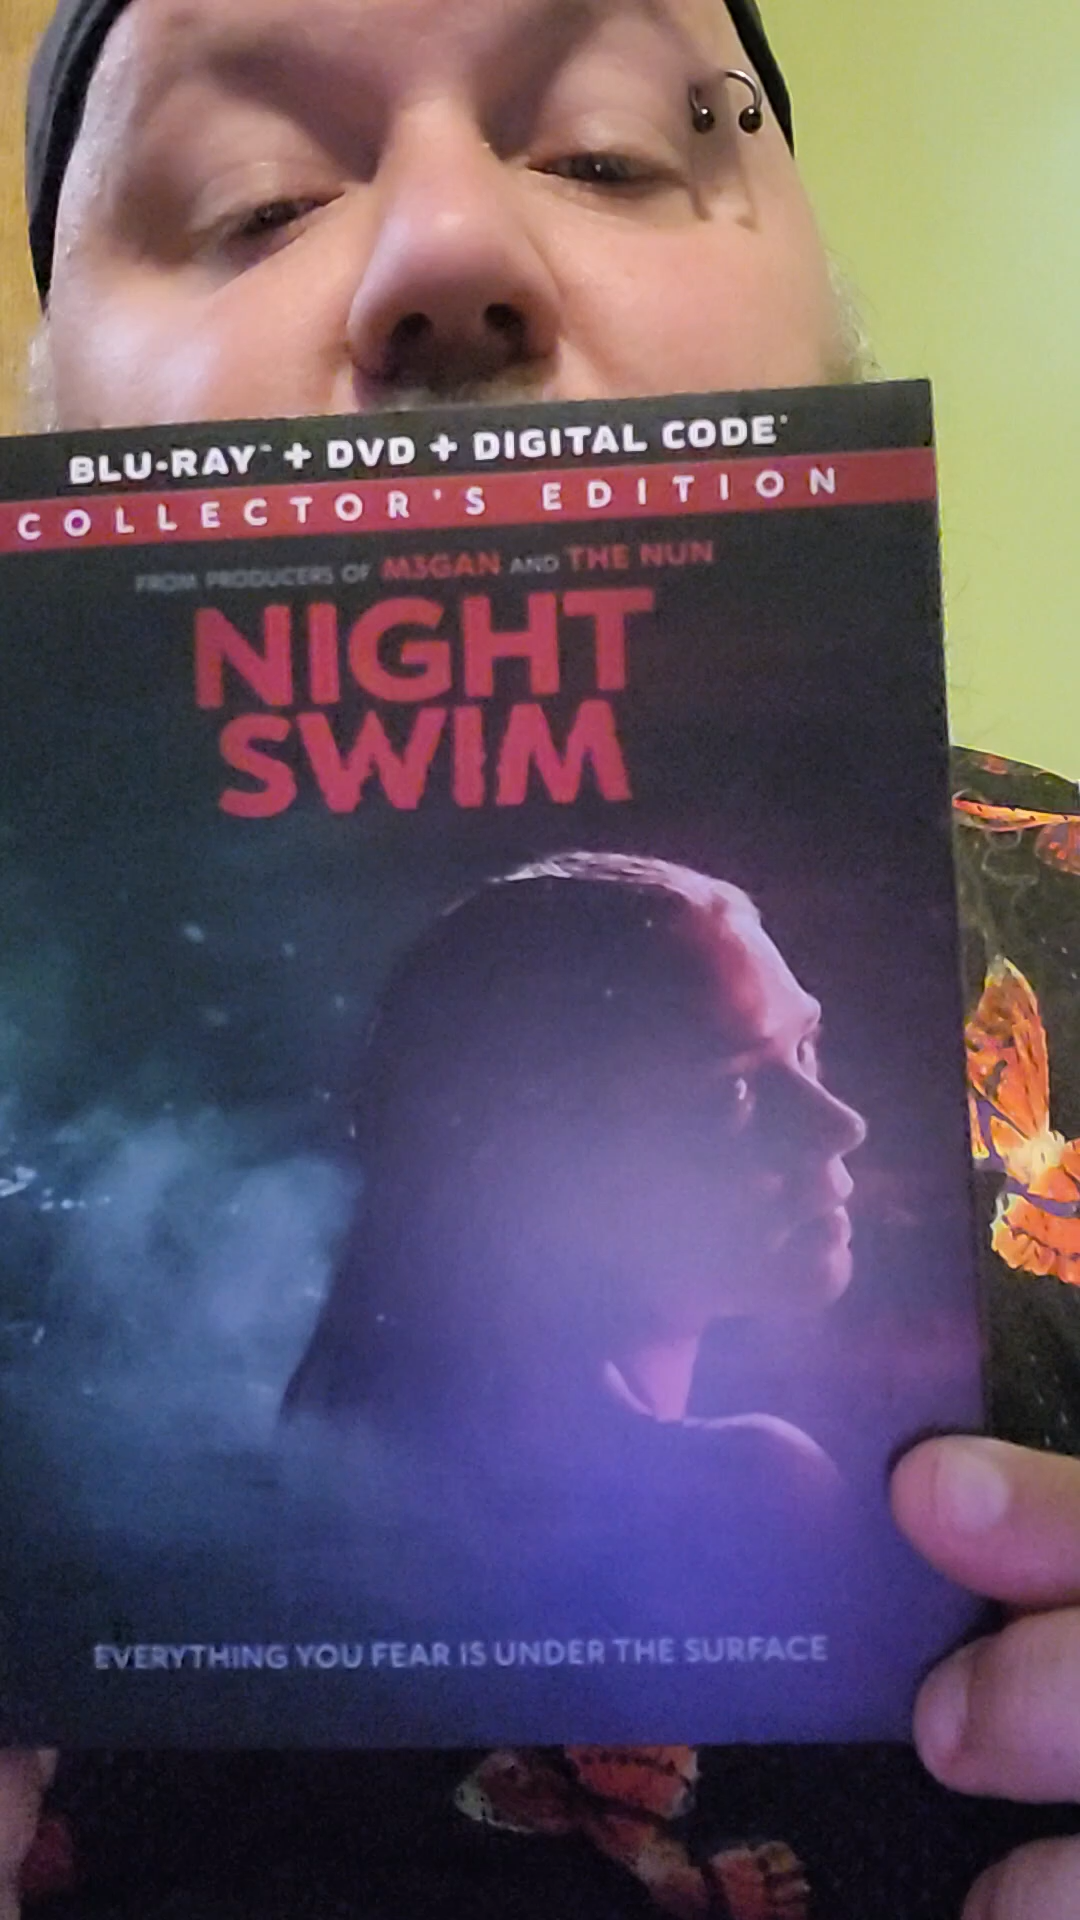 BLU-RAY™ + DVD + DIGITAL CODE*
COLLECTOR'S EDITION
FROM PRODUCERS OF M3GAN AND THE NUN
NIGHT
SWIM
EVERYTHING YOU FEAR IS UNDER THE SURFACE